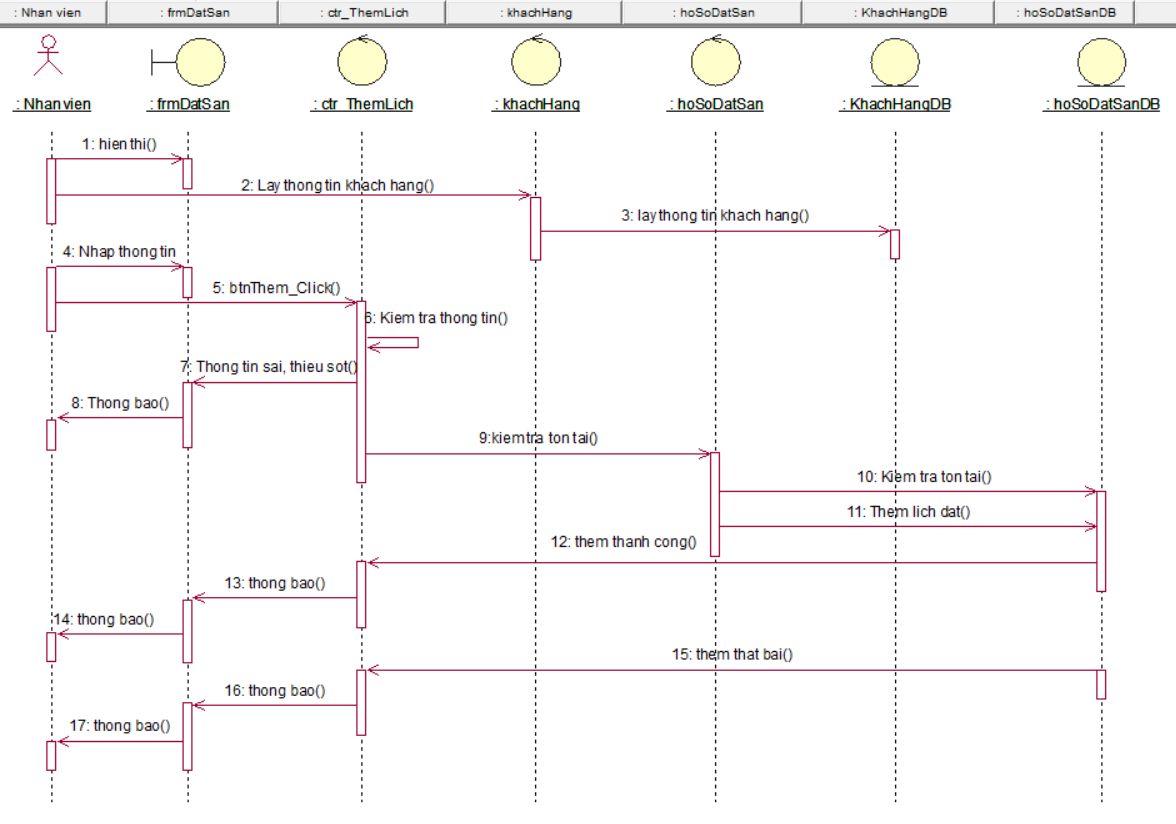 : Nhan vien
: frmDatSan
: ctr_ThemLich
: khachHang
: hoSoDatSan
: KhachHangDB
: hoSoDatSanDB
: Nhan vien
: frmDatSan
: ctr_ThemLich
: khachHang
: hoSoDatSan
: KhachHangDB
: hoSoDatSanDB
1: hien thi()
2: Lay thong tin khach hang()
3: lay thong tin khach hang()
4: Nhap thong tin
5: btnThem_Click()
6: Kiem tra thong tin()
7: Thong tin sai, thieu sot()
8: Thong bao()
9:kiem tra ton tai()
10: Kiem tra ton tai()
11: Them lich dat()
12: them thanh cong()
13: thong bao()
14: thong bao()
15: them that bai()
16: thong bao()
17: thong bao()